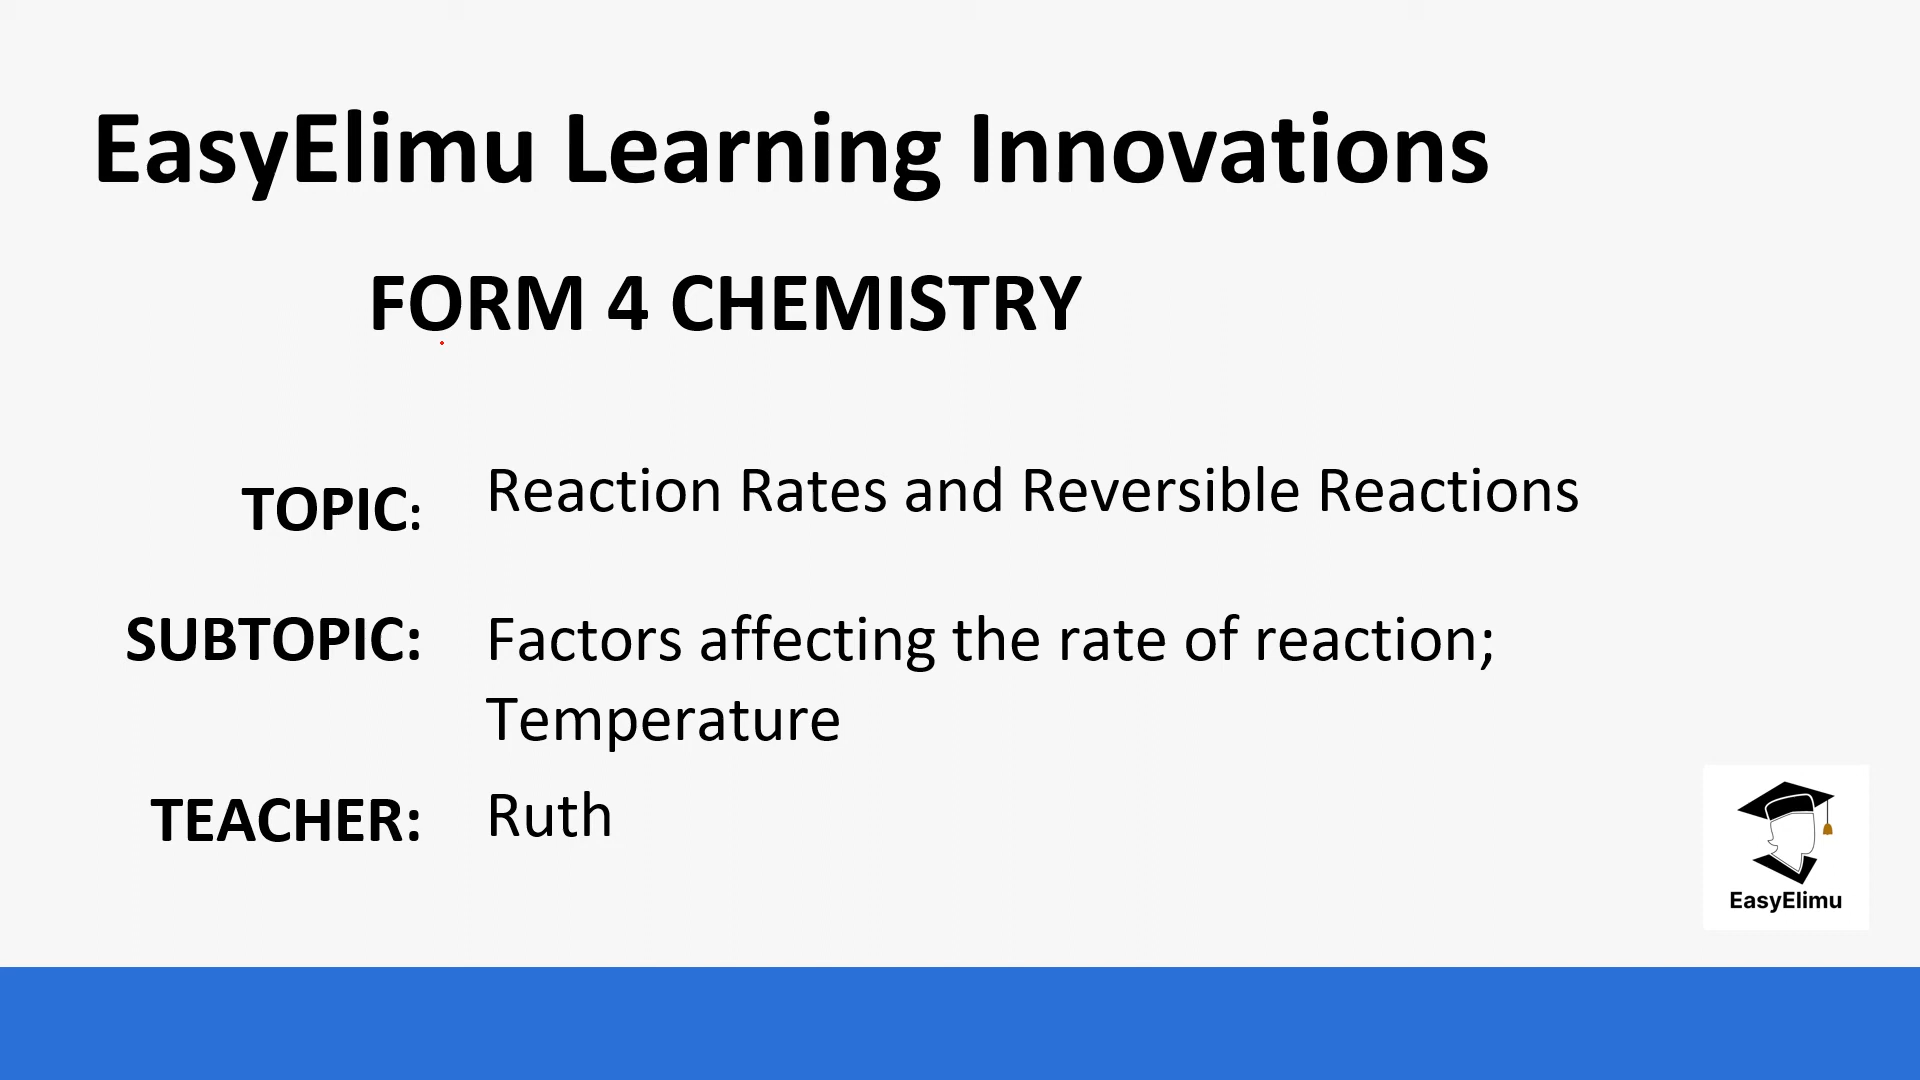 EasyElimu Learning Innovations
FORM 4 CHEMISTRY
TOPIC: Reaction Rates and Reversible Reactions
SUBTOPIC: Factors affecting the rate of reaction;
Temperature
TEACHER: Ruth
EasyElimu